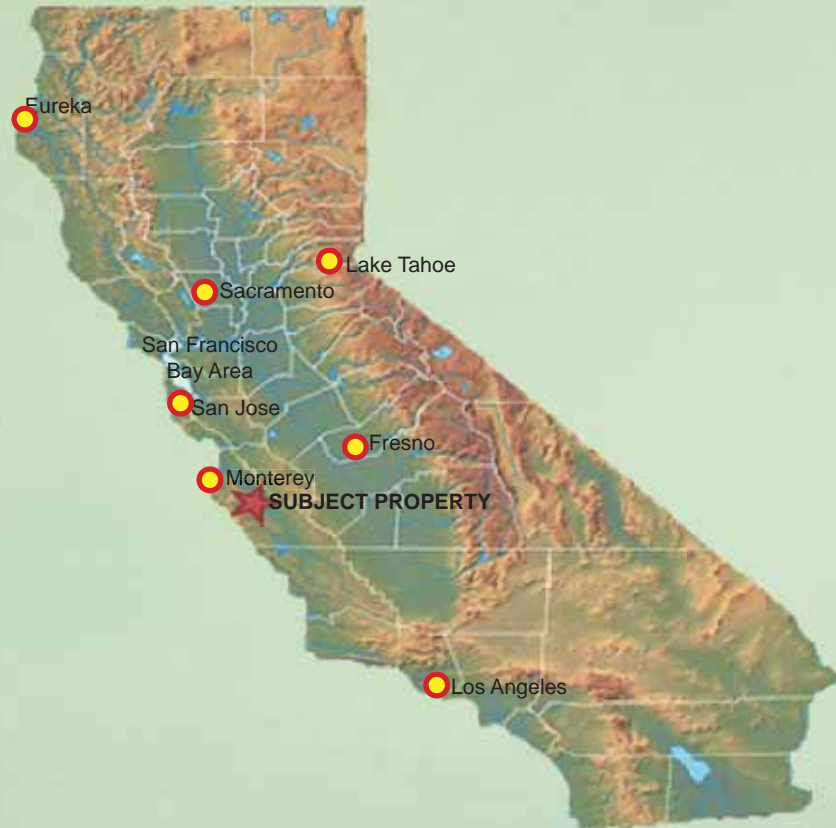 Eureka
Lake Tahoe
Sacramento
San Francisco
Bay Area
San Jose
Fresno
Monterey
SUBJECT PROPERTY
Los Angeles